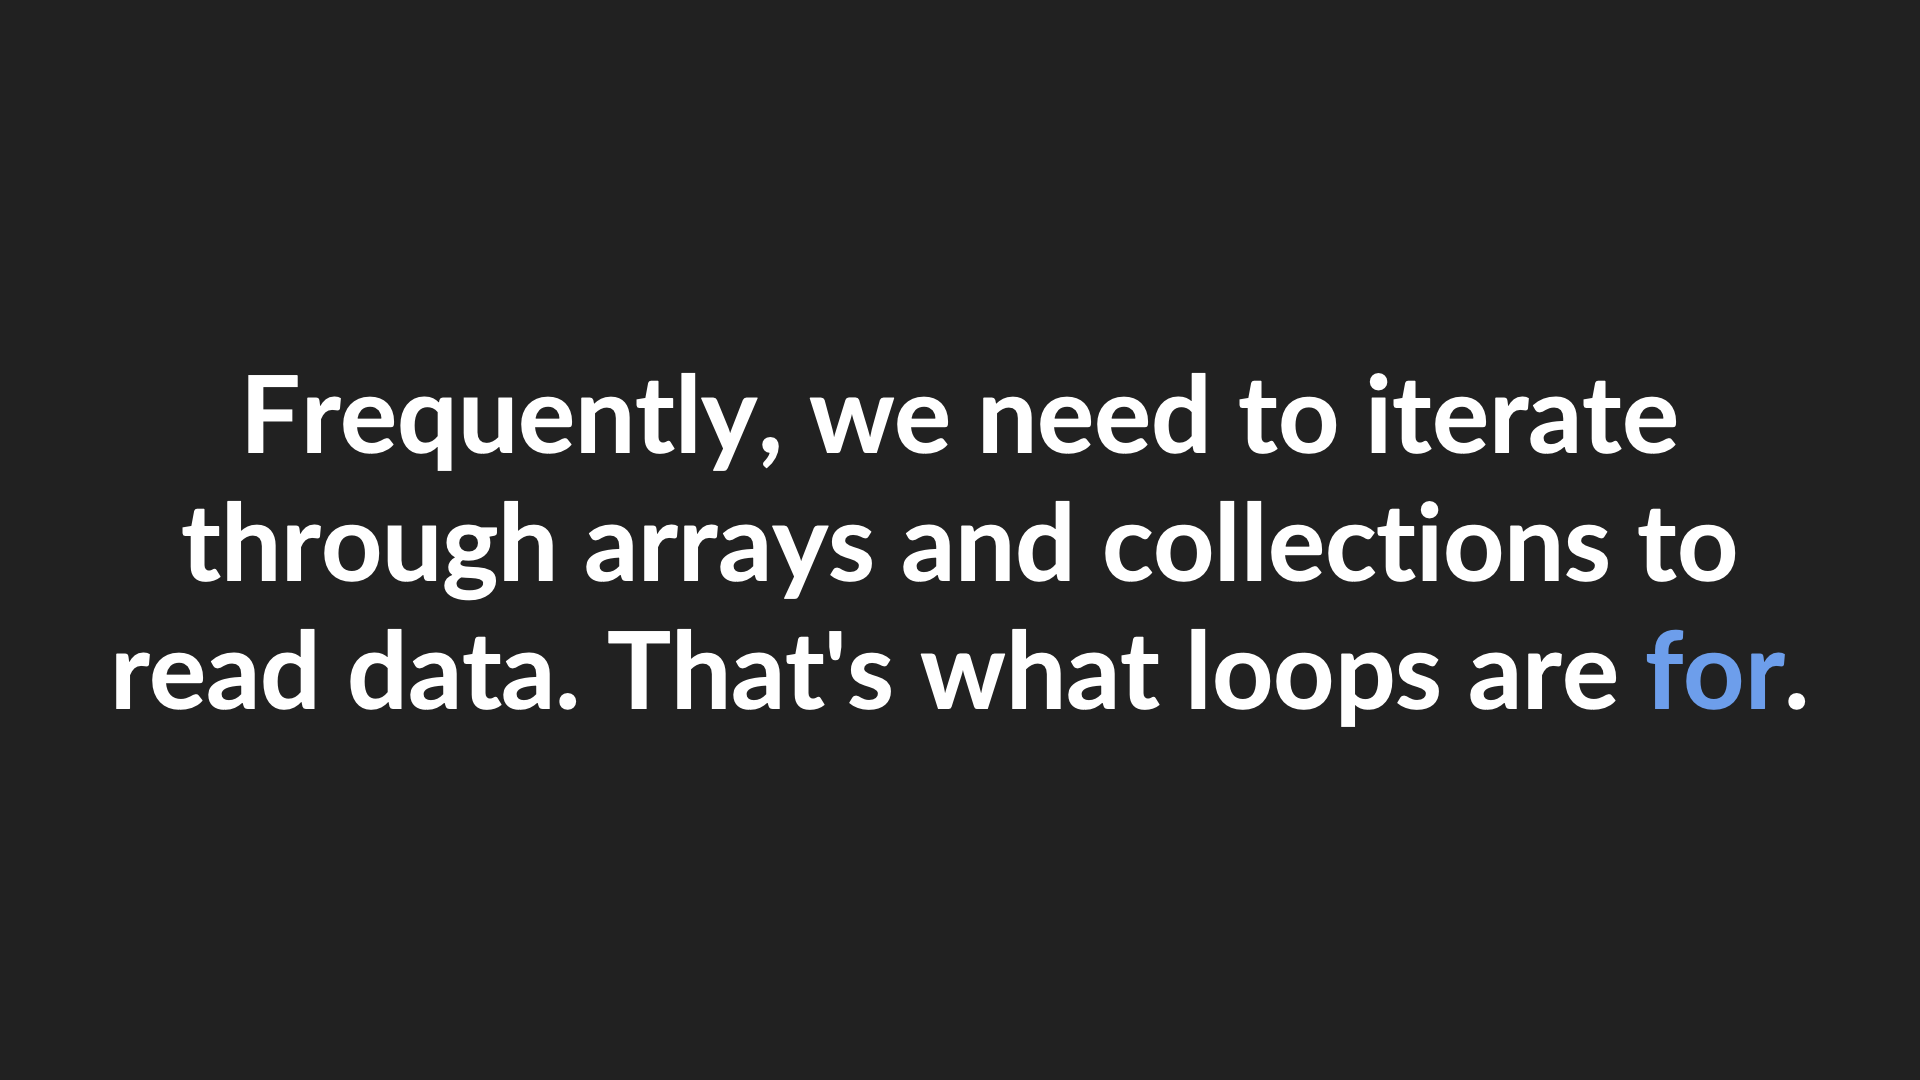 Frequently, we need to iterate
through arrays and collections to
read data. That's what loops are for.